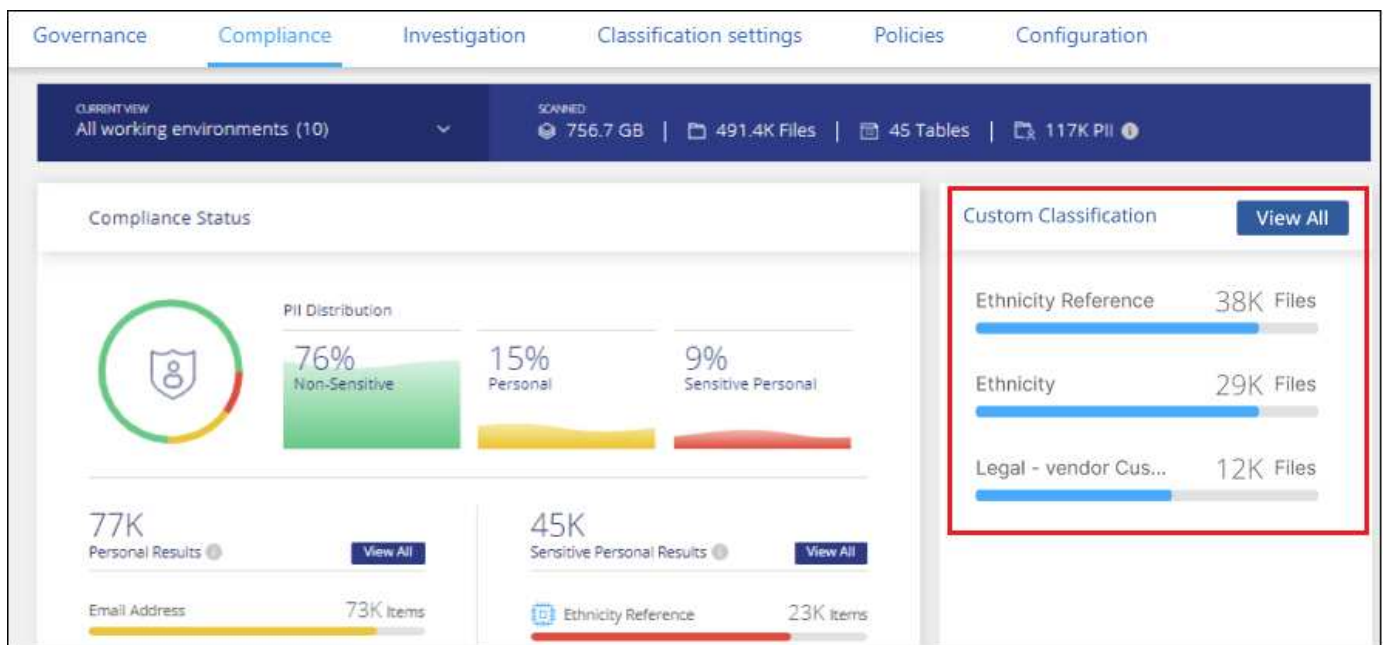 Governance Compliance Investigation Classification settings Policies Configuration
CURRENT VIEW
All working environments (10)
SCANNED
756.7 GB | 491.4K Files | 45 Tables | 117K PII
Compliance Status
PII Distribution
76%
Non-Sensitive
15%
Personal
9%
Sensitive Personal
77K
Personal Results View All
Email Address 73K Items
45K
Sensitive Personal Results View All
Ethnicity Reference 23K Items
Custom Classification View All
Ethnicity Reference 38K Files
Ethnicity 29K Files
Legal - vendor Cus... 12K Files